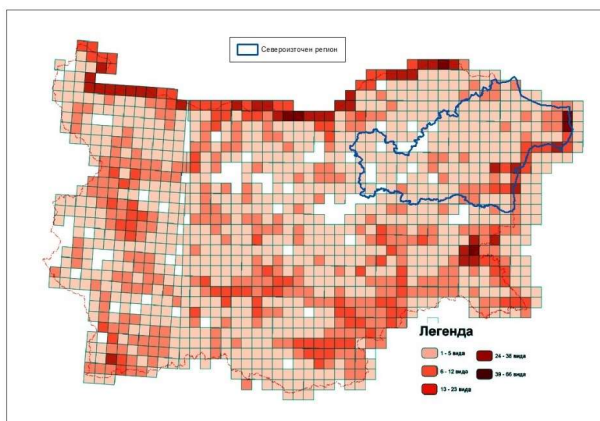 Североизточен регион
Легенда
1 - 5 вида
24 - 38 вида
6 - 12 вида
39 - 66 вида
13 - 23 вида